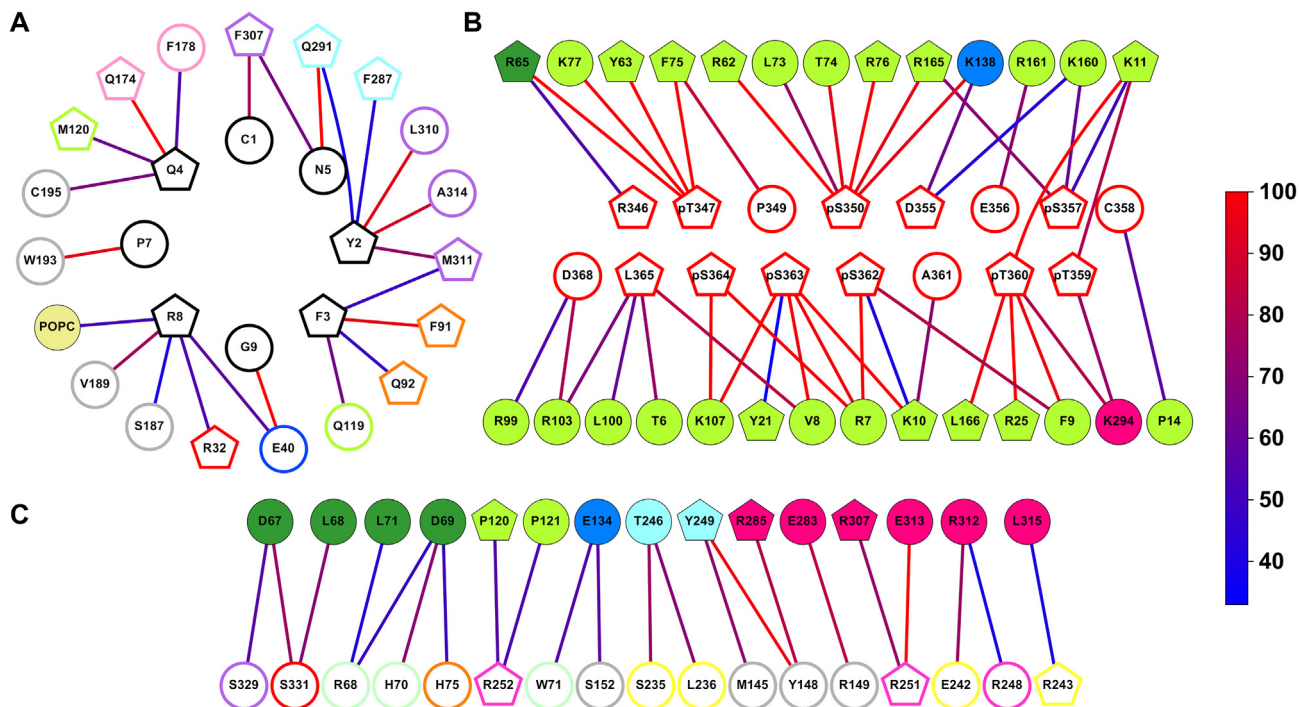 A
F178
F307
Q291
Q174
F287
M120
Q4
C1
N5
L310
C195
A314
P7
Y2
W193
M311
POPC
R8
F3
F91
G9
V189
Q92
S187
Q119
R32
E40
B
R65 K77 Y63 F75 R62 L73 T74 R76 R165 K138 R161 K160 K11
R346 pT347 P349 pS350 D355 E356 pS357 C358
D368 L365 pS364 pS363 pS362 A361 pT360 pT359
R99 R103 L100 T6 K107 Y21 V8 R7 K10 L166 R25 F9 K294 P14
100
90
80
70
60
50
40
C
D67 L68 L71 D69 P120 P121 E134 T246 Y249 R285 E283 R307 E313 R312 L315
S329 S331 R68 H70 H75 R252 W71 S152 S235 L236 M145 Y148 R149 R251 E242 R248 R243